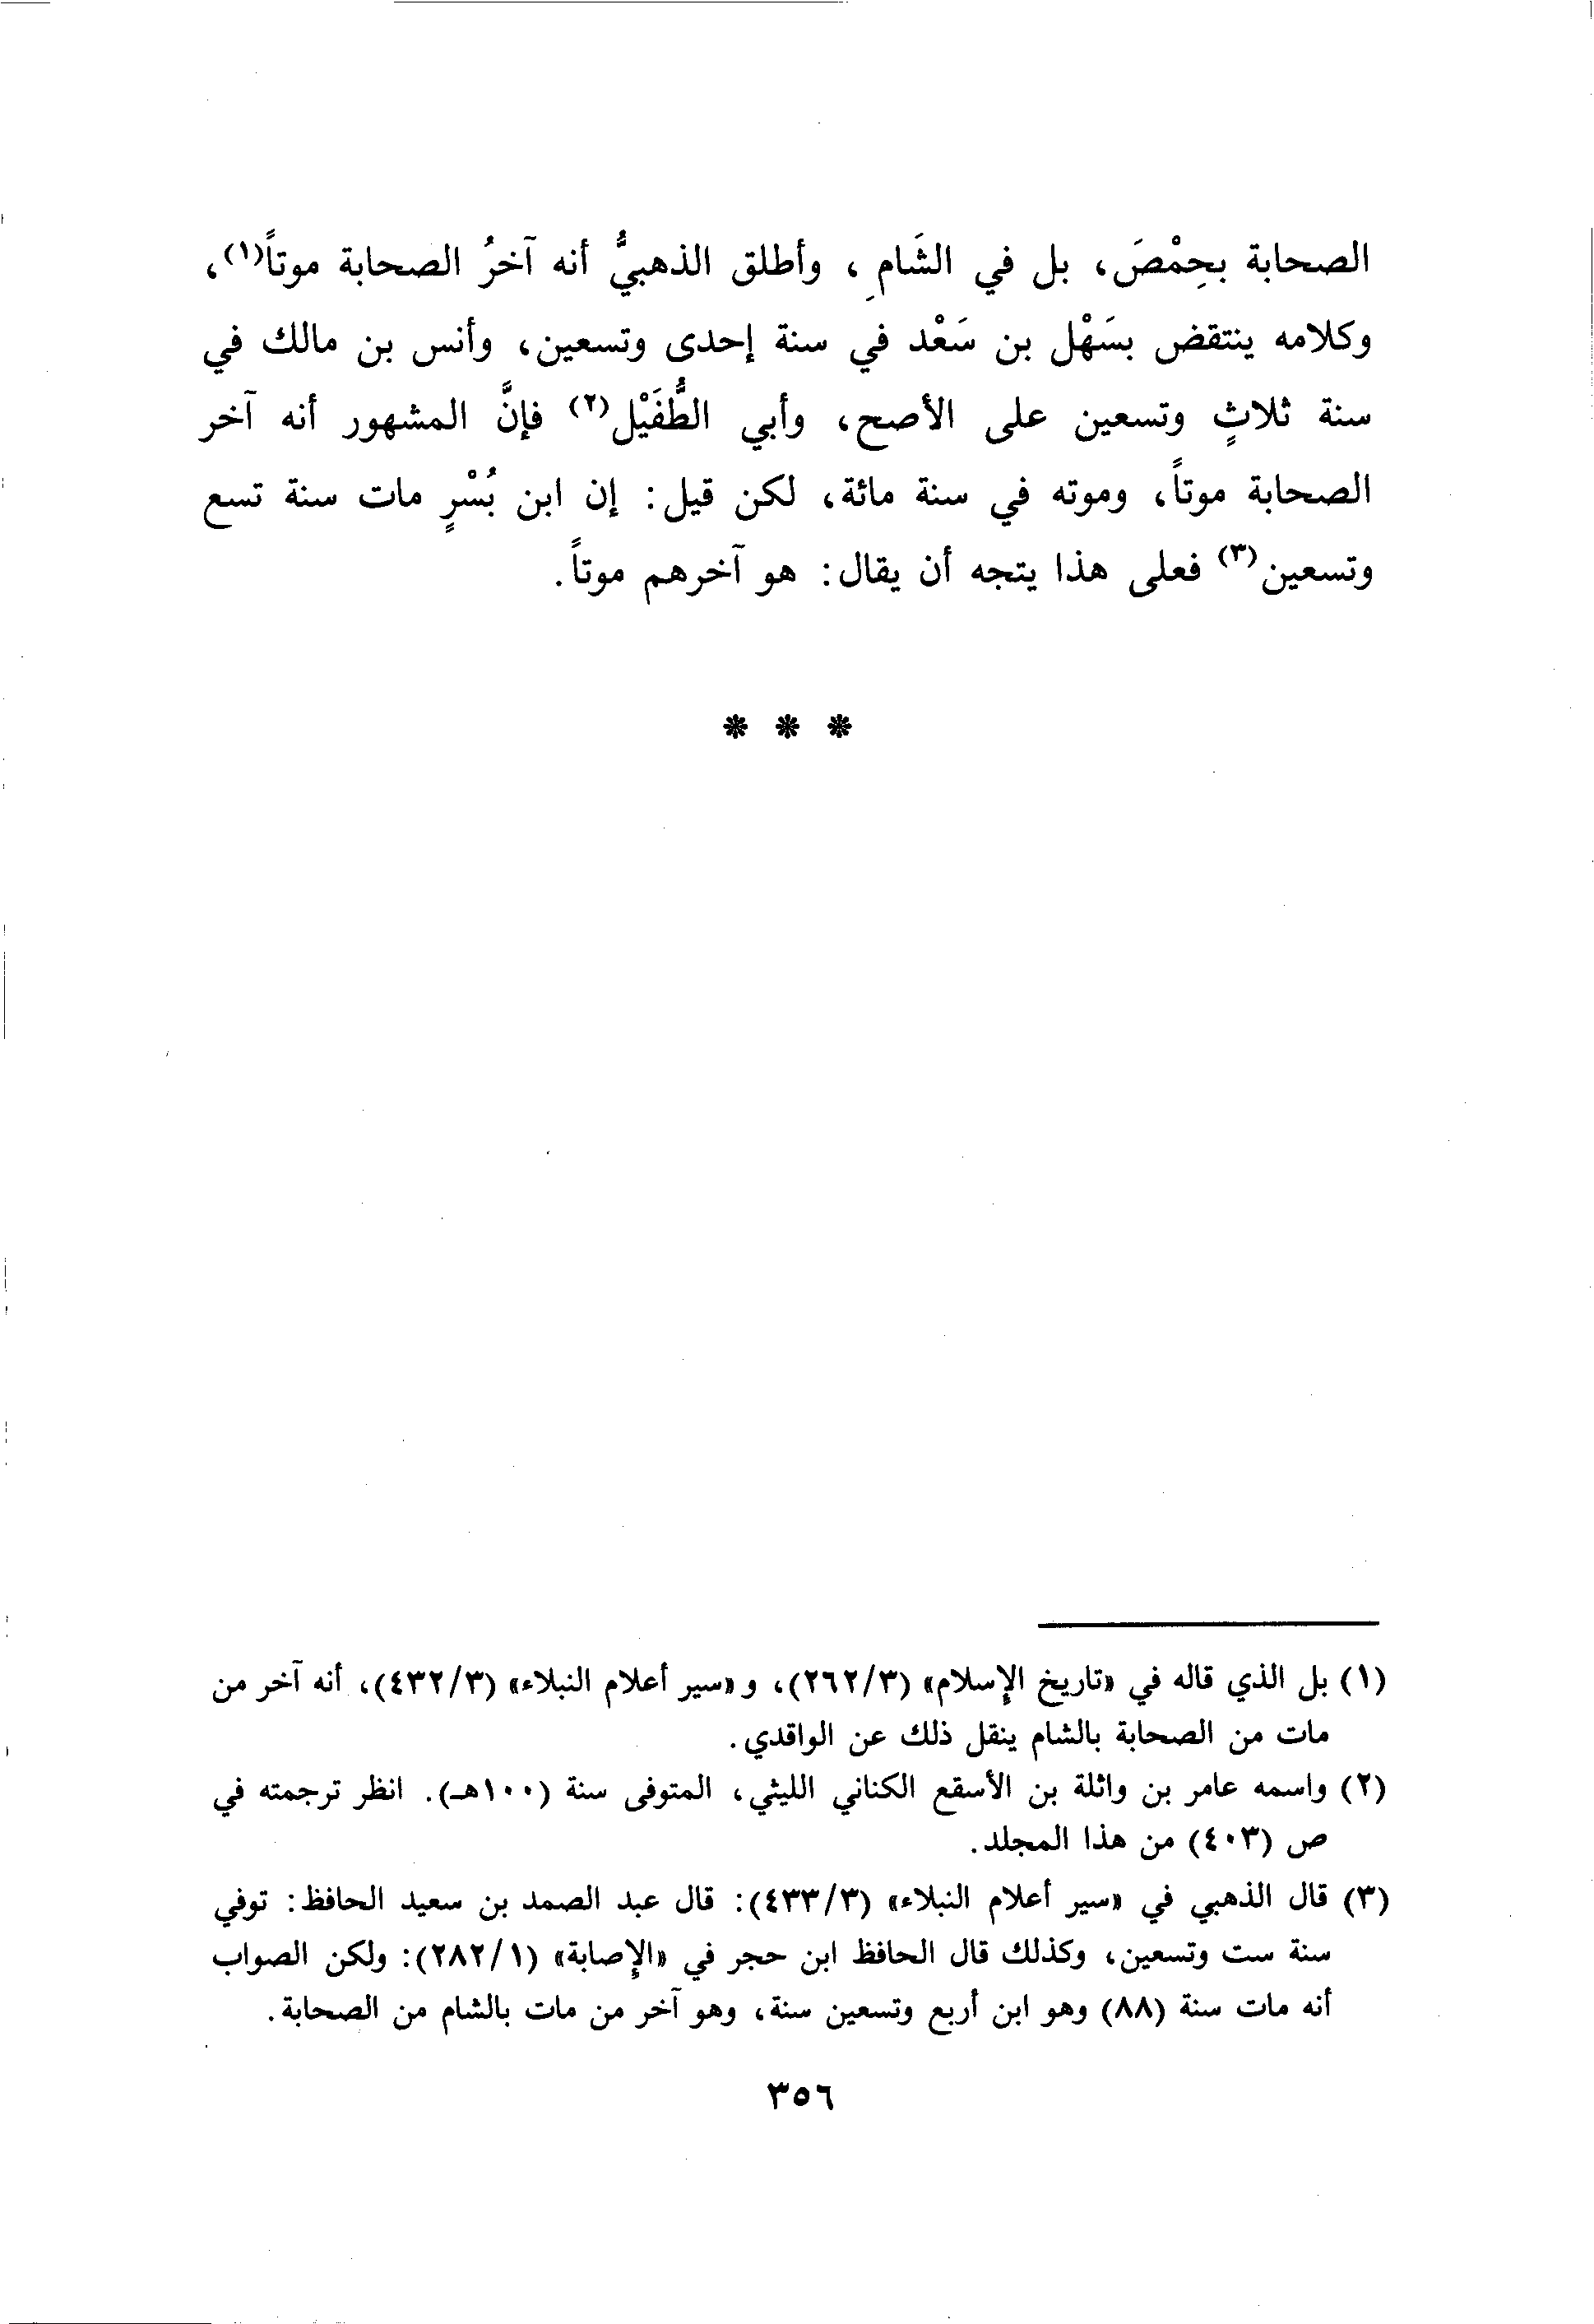 الصحابة بحِمْصَ، بل في الشَام، وأطلق الذهبيُّ أنه آخرُ الصحابة موتاً(١)،
وكلامه ينتقض بسَهْل بن سَعْد في سنة إحدى وتسعين، وأنس بن مالك في
سنة ثلاثٍ وتسعين على الأصح، وأبي الطُّفَيْل(٢) فإنَّ المشهور أنه آخر
الصحابة موتاً، وموته في سنة مائة، لكن قيل: إن ابن بُسْرٍ مات سنة تسع
وتسعين(٣) فعلى هذا يتجه أن يقال: هو آخرهم موتاً.
* * *
(١) بل الذي قاله في «تاريخ الإسلام» (٢٦٢/٣)، و«سير أعلام النبلاء» (٤٣٢/٣)، أنه آخر من
مات من الصحابة بالشام ينقل ذلك عن الواقدي.
(٢) واسمه عامر بن واثلة بن الأسقع الكناني الليثي، المتوفى سنة (١٠٠هـ). انظر ترجمته في
ص (٤٠٣) من هذا المجلد.
(٣) قال الذهبي في «سير أعلام النبلاء» (٤٣٣/٣): قال عبد الصمد بن سعيد الحافظ: توفي
سنة ست وتسعين، وكذلك قال الحافظ ابن حجر في «الإصابة» (٢٨٢/١): ولكن الصواب
أنه مات سنة (٨٨) وهو ابن أربع وتسعين سنة، وهو آخر من مات بالشام من الصحابة.
٣٥٦